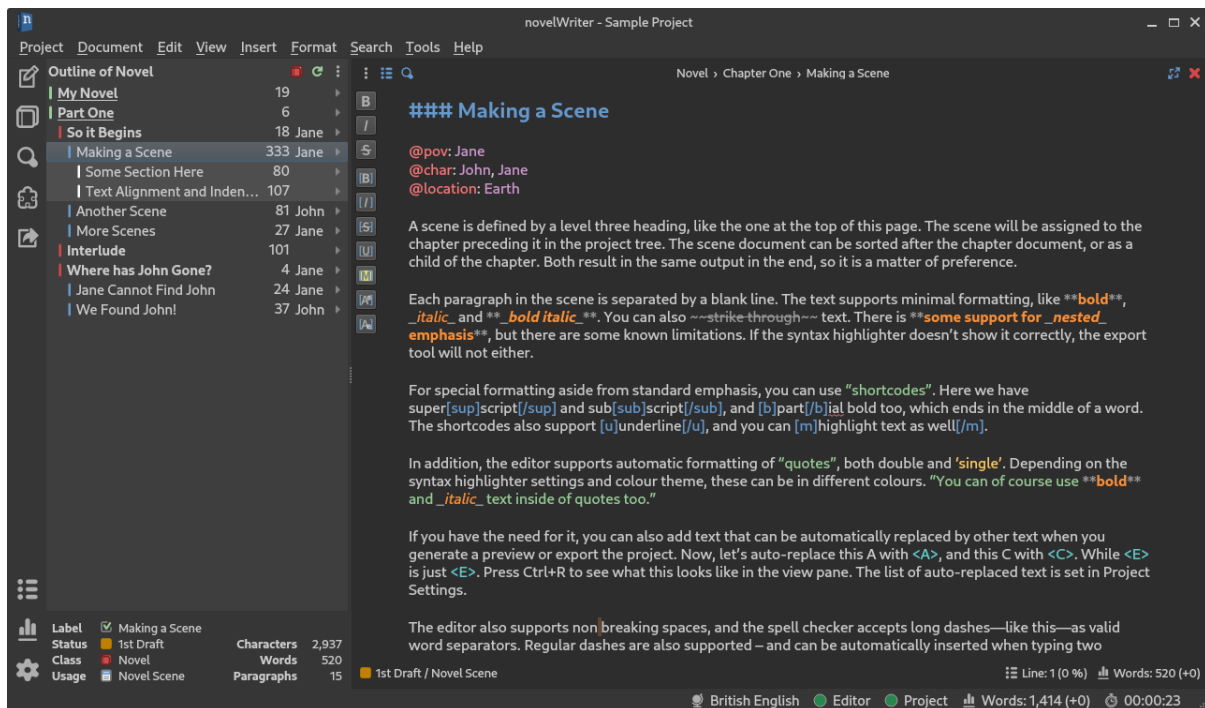 novelWriter - Sample Project
Project Document Edit View Insert Format Search Tools Help
Outline of Novel
My Novel 19
Part One 6
So it Begins 18 Jane
Making a Scene 333 Jane
Some Section Here 80
Text Alignment and Inden... 107
Another Scene 81 John
More Scenes 27 Jane
Interlude 101
Where has John Gone? 4 Jane
Jane Cannot Find John 24 Jane
We Found John! 37 John
Label Making a Scene
Status 1st Draft Characters 2,937
Class Novel Words 520
Usage Novel Scene Paragraphs 15
Novel › Chapter One › Making a Scene
B
I
S
[B]
[I]
[S]
[U]
[M]
### Making a Scene
@pov: Jane
@char: John, Jane
@location: Earth
A scene is defined by a level three heading, like the one at the top of this page. The scene will be assigned to the
chapter preceding it in the project tree. The scene document can be sorted after the chapter document, or as a
child of the chapter. Both result in the same output in the end, so it is a matter of preference.
Each paragraph in the scene is separated by a blank line. The text supports minimal formatting, like **bold**,
_italic_ and **_bold italic_**. You can also ~~strike through~~ text. There is **some support for _nested_
emphasis**, but there are some known limitations. If the syntax highlighter doesn’t show it correctly, the export
tool will not either.
For special formatting aside from standard emphasis, you can use “shortcodes”. Here we have
super[sup]script[/sup] and sub[sub]script[/sub], and [b]part[/b]ial bold too, which ends in the middle of a word.
The shortcodes also support [u]underline[/u], and you can [m]highlight text as well[/m].
In addition, the editor supports automatic formatting of “quotes”, both double and ‘single’. Depending on the
syntax highlighter settings and colour theme, these can be in different colours. “You can of course use **bold**
and _italic_ text inside of quotes too.”
If you have the need for it, you can also add text that can be automatically replaced by other text when you
generate a preview or export the project. Now, let’s auto-replace this A with <A>, and this C with <C>. While <E>
is just <E>. Press Ctrl+R to see what this looks like in the view pane. The list of auto-replaced text is set in Project
Settings.
The editor also supports non breaking spaces, and the spell checker accepts long dashes—like this—as valid
word separators. Regular dashes are also supported – and can be automatically inserted when typing two
1st Draft / Novel Scene Line: 1 (0 %) Words: 520 (+0)
British English Editor Project Words: 1,414 (+0) 00:00:23